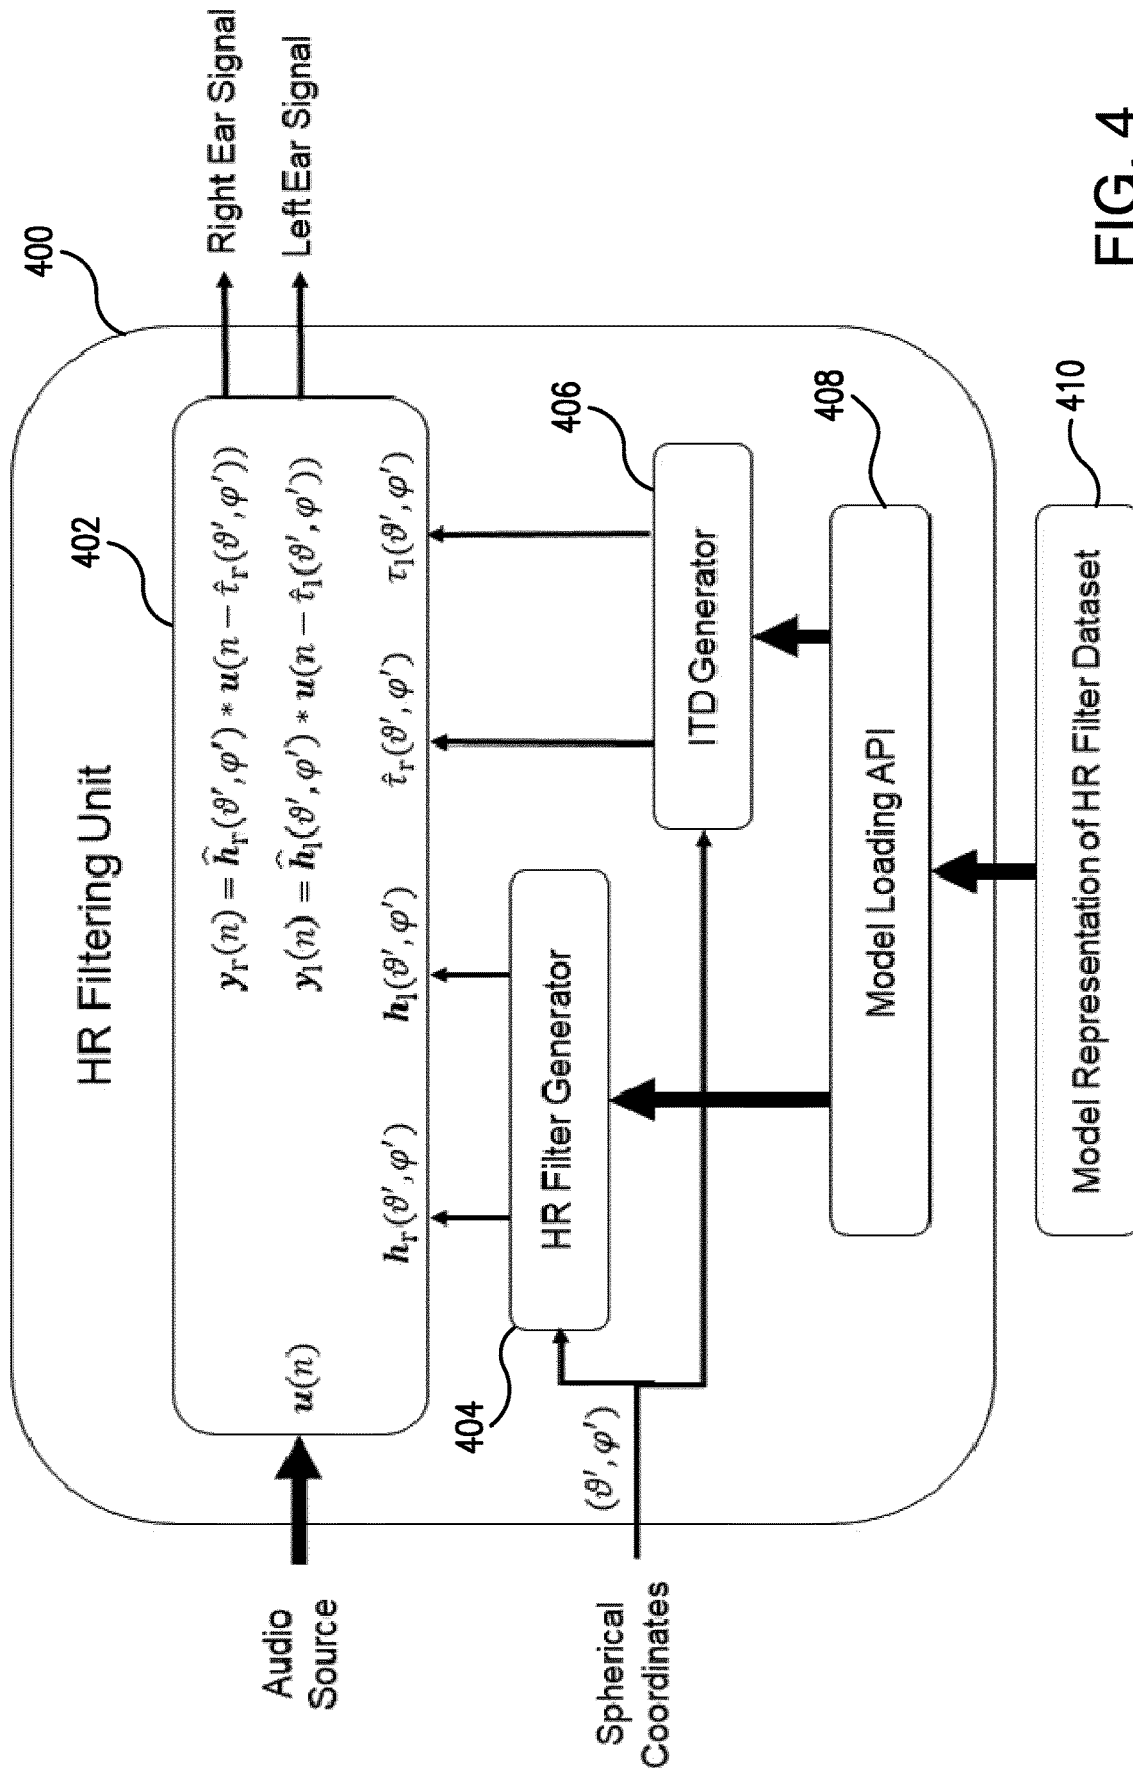 HR Filtering Unit
400
402
Audio
Source
u(n)
y_r(n) = ĥ_r(ϑ′, φ′) * u(n − τ̂_r(ϑ′, φ′))
y_l(n) = ĥ_l(ϑ′, φ′) * u(n − τ̂_l(ϑ′, φ′))
Right Ear Signal
Left Ear Signal
h_r(ϑ′, φ′)
h_l(ϑ′, φ′)
τ̂_r(ϑ′, φ′)
τ_l(ϑ′, φ′)
404
HR Filter Generator
406
ITD Generator
Spherical
Coordinates
(ϑ′, φ′)
408
Model Loading API
410
Model Representation of HR Filter Dataset
FIG. 4